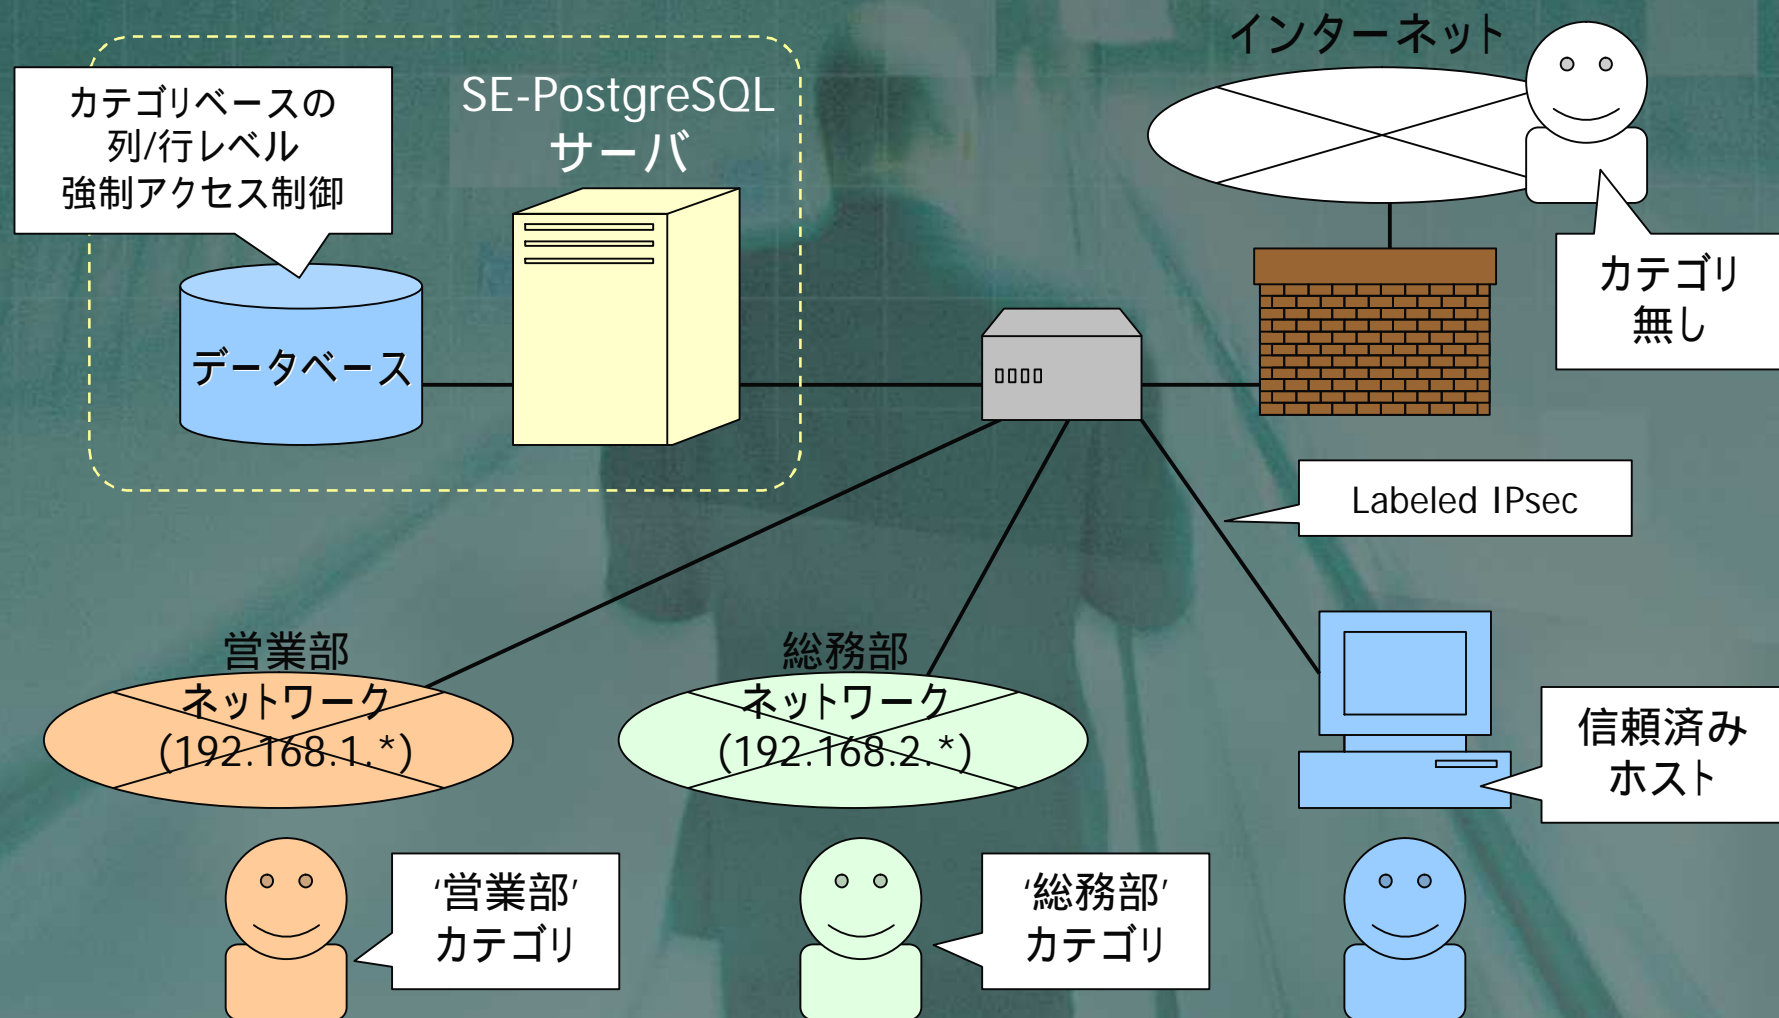 カテゴリベースの
列/行レベル
強制アクセス制御
SE-PostgreSQL
サーバ
データベース
インターネット
カテゴリ
無し
Labeled IPsec
営業部
ネットワーク
(192.168.1.*)
総務部
ネットワーク
(192.168.2.*)
信頼済み
ホスト
‘営業部’
カテゴリ
‘総務部’
カテゴリ